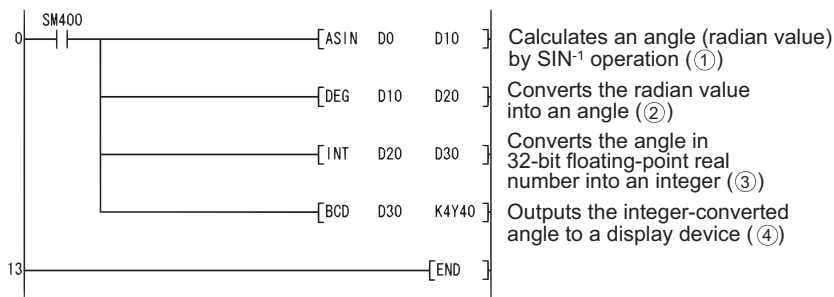 SM400
0 [ASIN D0 D10 ] Calculates an angle (radian value)
by SIN-1 operation (①)
[DEG D10 D20 ] Converts the radian value
into an angle (②)
[INT D20 D30 ] Converts the angle in
32-bit floating-point real
number into an integer (③)
[BCD D30 K4Y40 ] Outputs the integer-converted
angle to a display device (④)
13 [END ]